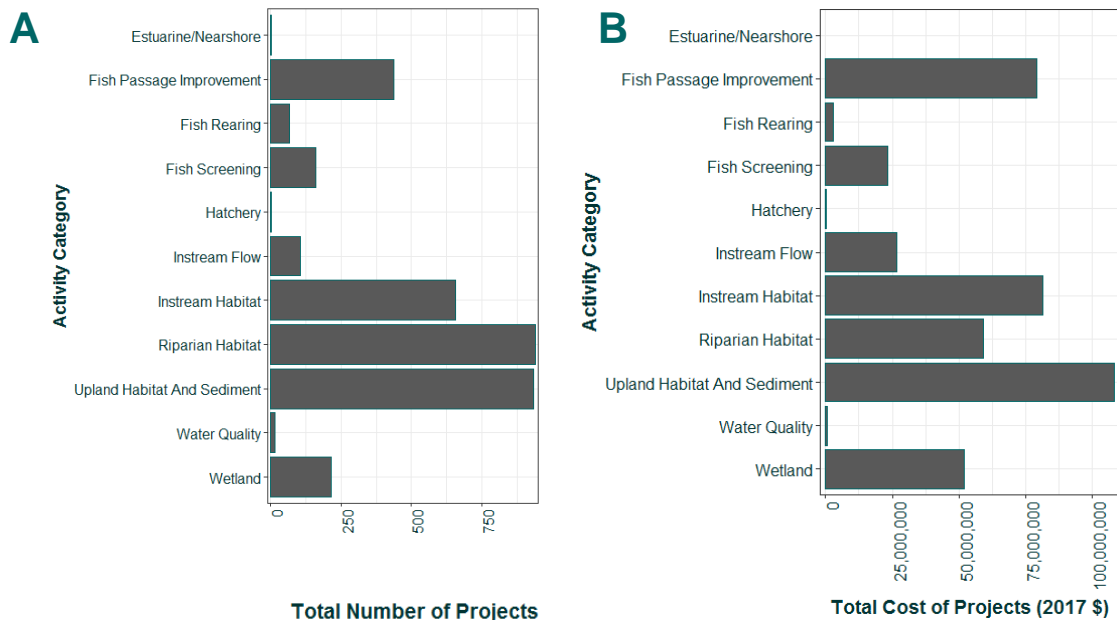 A
Activity Category
Estuarine/Nearshore
Fish Passage Improvement
Fish Rearing
Fish Screening
Hatchery
Instream Flow
Instream Habitat
Riparian Habitat
Upland Habitat And Sediment
Water Quality
Wetland
0
250
500
750
Total Number of Projects
B
Activity Category
Estuarine/Nearshore
Fish Passage Improvement
Fish Rearing
Fish Screening
Hatchery
Instream Flow
Instream Habitat
Riparian Habitat
Upland Habitat And Sediment
Water Quality
Wetland
0
25,000,000
50,000,000
75,000,000
100,000,000
Total Cost of Projects (2017 $)